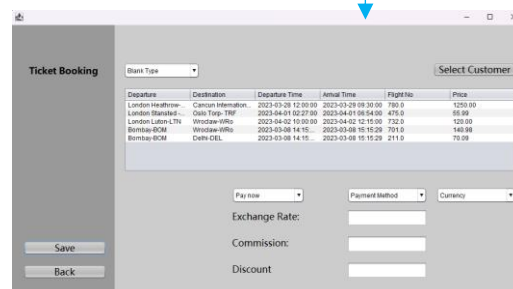 Ticket Booking
Blank Type
Select Customer
Departure Destination Departure Time Arrival Time Flight No Price
London Heathrow-... Cancun Internation... 2023-03-28 12:00:00 2023-03-29 09:30:00 780.0 1250.00
London Stansted -... Oslo Torp- TRF 2023-04-01 02:27:00 2023-04-01 06:54:00 475.0 55.99
London Luton-LTN Wrodaw-WRo 2023-04-02 10:00:00 2023-04-02 12:15:00 732.0 120.00
Bombay-BOM Wrodaw-WRo 2023-03-08 14:15... 2023-03-08 15:15:29 701.0 140.98
Bombay-BOM Delhi-DEL 2023-03-08 14:15... 2023-03-08 15:15:29 211.0 70.09
Pay now
Payment Method
Currency
Exchange Rate:
Commission:
Discount
Save
Back